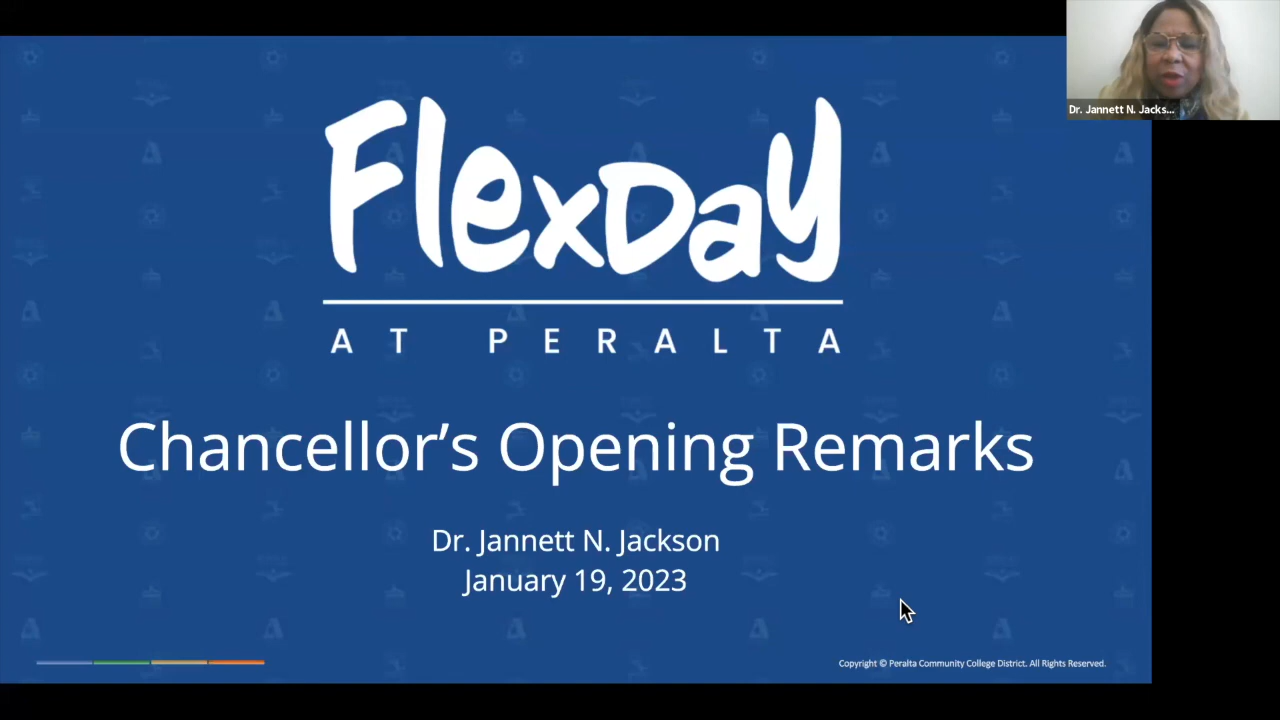 Dr. Jannett N. Jacks...
FlexDay
AT PERALTA
Chancellor’s Opening Remarks
Dr. Jannett N. Jackson
January 19, 2023
Copyright © Peralta Community College District. All Rights Reserved.